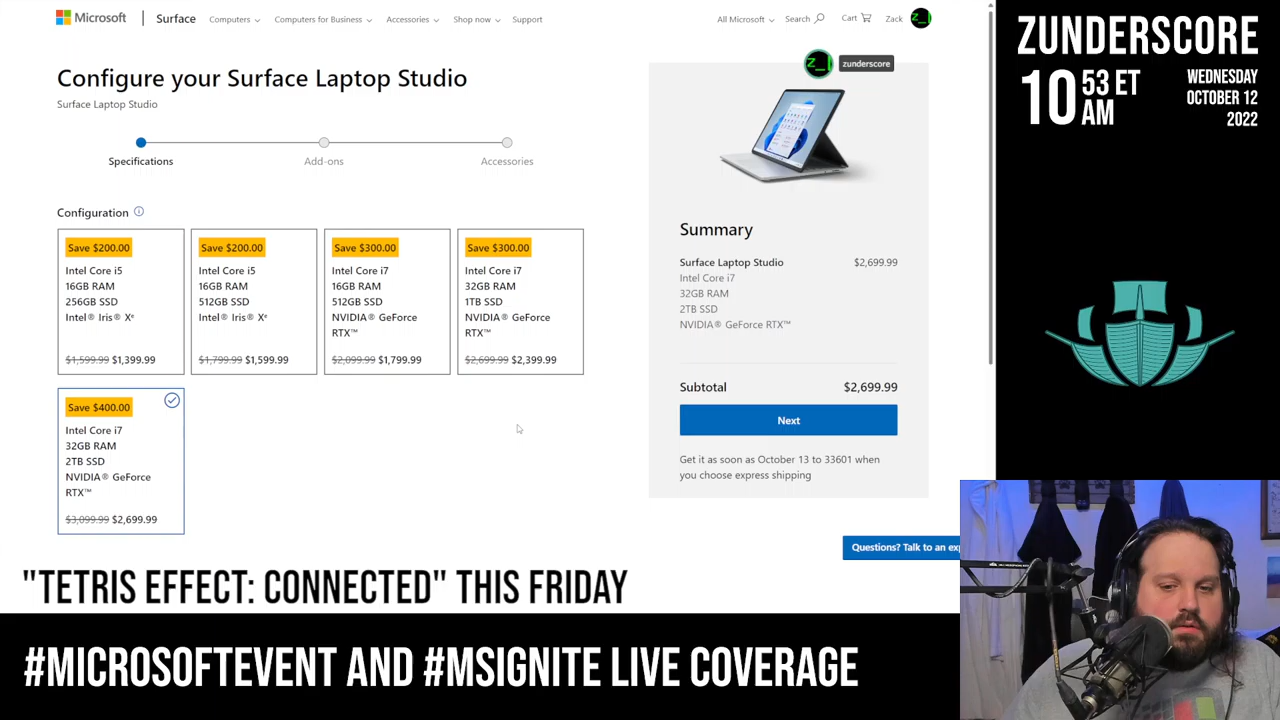 Microsoft
Surface
Computers
Computers for Business
Accessories
Shop now
Support
All Microsoft
Search
Cart
Zack
z_
Configure your Surface Laptop Studio
Surface Laptop Studio
Specifications
Add-ons
Accessories
Configuration
Save $200.00
Intel Core i5
16GB RAM
256GB SSD
Intel® Iris® Xᵉ
$1,599.99 $1,399.99
Save $200.00
Intel Core i5
16GB RAM
512GB SSD
Intel® Iris® Xᵉ
$1,799.99 $1,599.99
Save $300.00
Intel Core i7
16GB RAM
512GB SSD
NVIDIA® GeForce
RTX™
$2,099.99 $1,799.99
Save $300.00
Intel Core i7
32GB RAM
1TB SSD
NVIDIA® GeForce
RTX™
$2,699.99 $2,399.99
Save $400.00
Intel Core i7
32GB RAM
2TB SSD
NVIDIA® GeForce
RTX™
$3,099.99 $2,699.99
z_
zunderscore
Summary
Surface Laptop Studio $2,699.99
Intel Core i7
32GB RAM
2TB SSD
NVIDIA® GeForce RTX™
Subtotal $2,699.99
Next
Get it as soon as October 13 to 33601 when
you choose express shipping
Questions? Talk to an exp
ZUNDERSCORE
10 53 ET
AM
WEDNESDAY
OCTOBER 12
2022
"TETRIS EFFECT: CONNECTED" THIS FRIDAY
#MICROSOFTEVENT AND #MSIGNITE LIVE COVERAGE